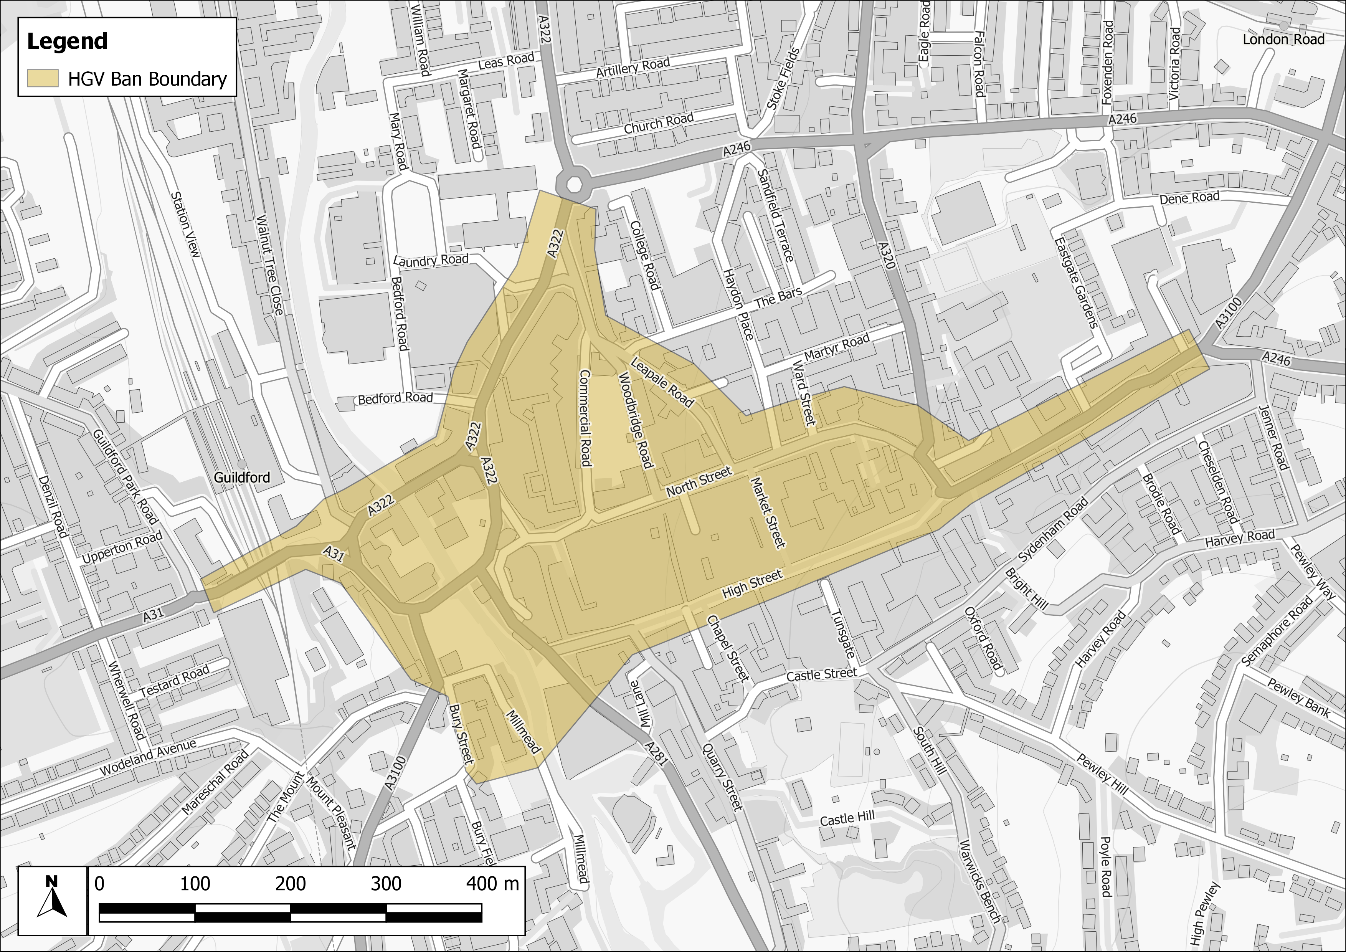 Legend
HGV Ban Boundary
William Road
A322
Eagle Road
Falcon Road
Foxenden Road
Victoria Road
London Road
Leas Road
Artillery Road
Stoke Fields
Margaret Road
Church Road
A246
A246
Mary Road
Station View
Walnut Tree Close
Sandfield Terrace
Dene Road
A322
College Road
A320
Eastgate Gardens
Laundry Road
Bedford Road
Haydon Place
The Bars
A3100
Martyr Road
A246
Leapale Road
Ward Street
Commercial Road
Woodbridge Road
Bedford Road
Jenner Road
A322
A322
Guildford Park Road
Guildford
Denzil Road
North Street
Market Street
Cheselden Road
Brodie Road
A322
Sydenham Road
Harvey Road
Upperton Road
A31
High Street
Bright Hill
Pewley Way
A31
Chapel Street
Tunsgate
Oxford Road
Harvey Road
Semaphore Road
Testard Road
Wherwell Road
Castle Street
Mill Lane
Pewley Bank
Bury Street
Millmead
Wodeland Avenue
A281
South Hill
Pewley Hill
Mareschal Road
The Mount
Mount Pleasant
A3100
Quarry Street
Castle Hill
Bury Fiel
Millmead
Warwicks Bench
Poyle Road
High Pewley
N
0 100 200 300 400 m